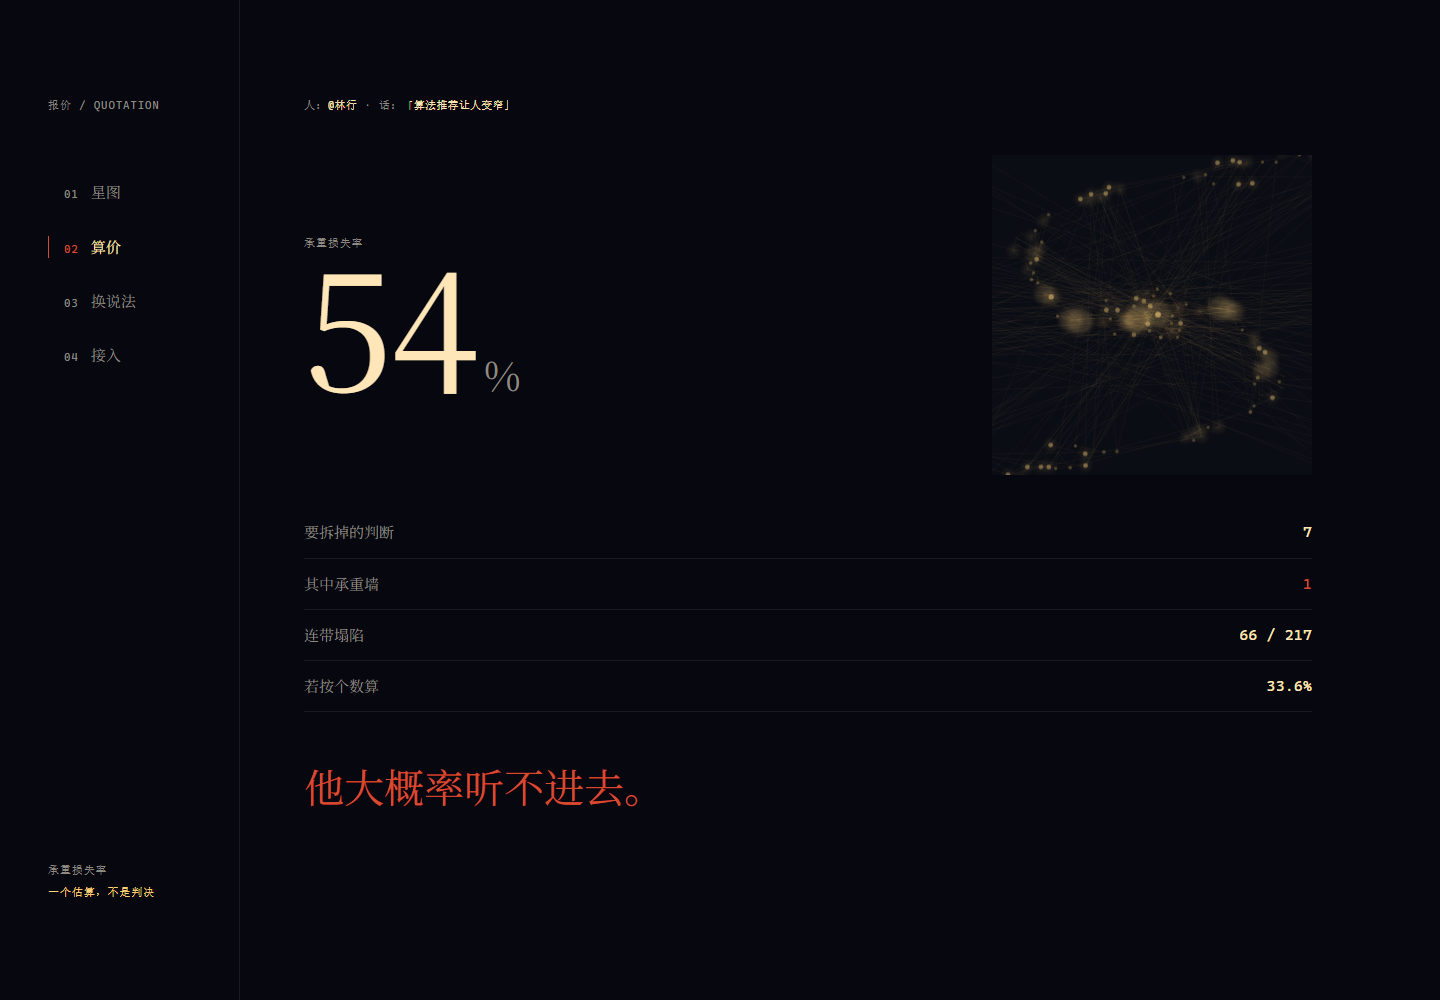 报价 / QUOTATION
01 星图
02 算价
03 换说法
04 接入
承重损失率
一个估算，不是判决
人: @林行 · 话: 「算法推荐让人变窄」
承重损失率
54%
要拆掉的判断 7
其中承重墙 1
连带塌陷 66 / 217
若按个数算 33.6%
他大概率听不进去。